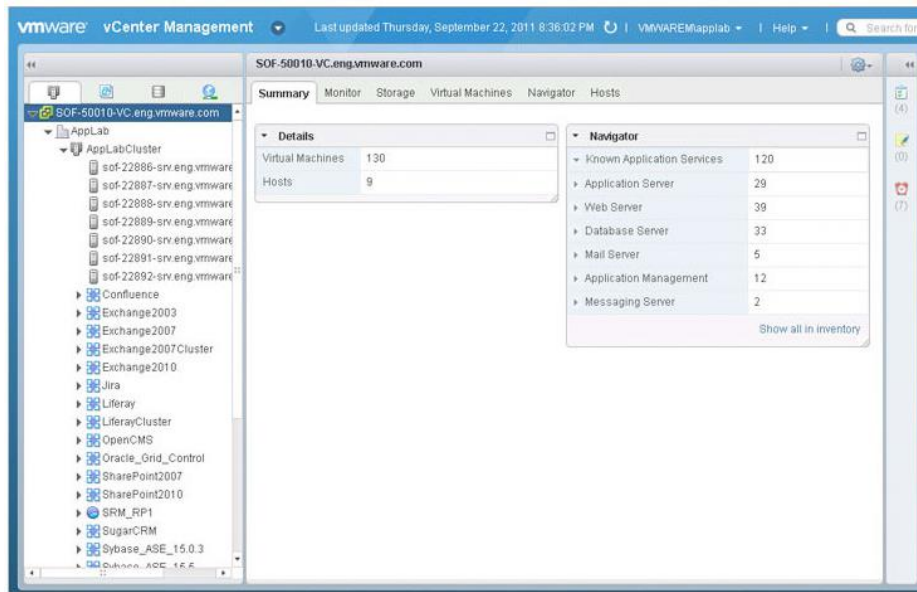 vmware vCenter Management Last updated Thursday, September 22, 2011 8:36:02 PM | VMWAREM\applab | Help | Search for
SOF-50010-VC.eng.vmware.com
Summary Monitor Storage Virtual Machines Navigator Hosts
SOF-50010-VC.eng.vmware.com
AppLab
AppLabCluster
sof-22886-srv.eng.vmware
sof-22887-srv.eng.vmware
sof-22888-srv.eng.vmware
sof-22889-srv.eng.vmware
sof-22890-srv.eng.vmware
sof-22891-srv.eng.vmware
sof-22892-srv.eng.vmware
Confluence
Exchange2003
Exchange2007
Exchange2007Cluster
Exchange2010
Jira
Liferay
LiferayCluster
OpenCMS
Oracle_Grid_Control
SharePoint2007
SharePoint2010
SRM_RP1
SugarCRM
Sybase_ASE_15.0.3
Sybase_ASE_15.5
Details
Virtual Machines 130
Hosts 9
Navigator
Known Application Services 120
Application Server 29
Web Server 39
Database Server 33
Mail Server 5
Application Management 12
Messaging Server 2
Show all in inventory
(4)
(0)
(7)